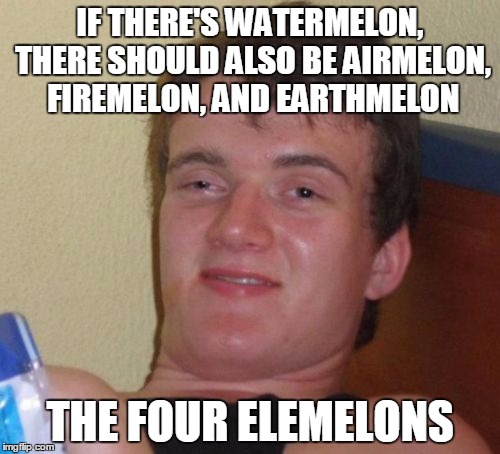 IF THERE'S WATERMELON,
THERE SHOULD ALSO BE AIRMELON,
FIREMELON, AND EARTHMELON
THE FOUR ELEMELONS
imgflip.com